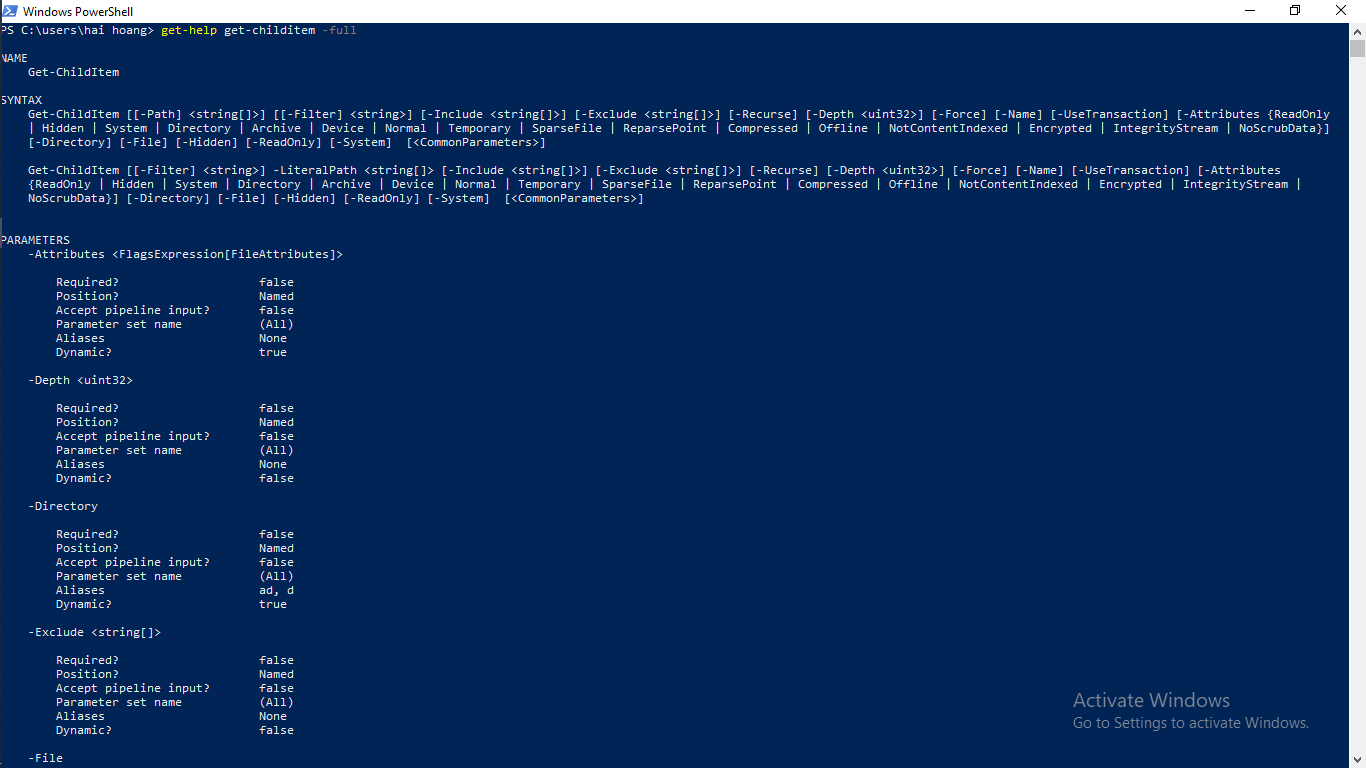 Windows PowerShell
PS C:\users\hai hoang> get-help get-childitem -full
NAME
Get-ChildItem
SYNTAX
Get-ChildItem [[-Path] <string[]>] [[-Filter] <string>] [-Include <string[]>] [-Exclude <string[]>] [-Recurse] [-Depth <uint32>] [-Force] [-Name] [-UseTransaction] [-Attributes {ReadOnly
| Hidden | System | Directory | Archive | Device | Normal | Temporary | SparseFile | ReparsePoint | Compressed | Offline | NotContentIndexed | Encrypted | IntegrityStream | NoScrubData}]
[-Directory] [-File] [-Hidden] [-ReadOnly] [-System]  [<CommonParameters>]
Get-ChildItem [[-Filter] <string>] -LiteralPath <string[]> [-Include <string[]>] [-Exclude <string[]>] [-Recurse] [-Depth <uint32>] [-Force] [-Name] [-UseTransaction] [-Attributes
{ReadOnly | Hidden | System | Directory | Archive | Device | Normal | Temporary | SparseFile | ReparsePoint | Compressed | Offline | NotContentIndexed | Encrypted | IntegrityStream |
NoScrubData}] [-Directory] [-File] [-Hidden] [-ReadOnly] [-System]  [<CommonParameters>]
PARAMETERS
-Attributes <FlagsExpression[FileAttributes]>
Required? false
Position? Named
Accept pipeline input? false
Parameter set name (All)
Aliases None
Dynamic? true
-Depth <uint32>
Required? false
Position? Named
Accept pipeline input? false
Parameter set name (All)
Aliases None
Dynamic? false
-Directory
Required? false
Position? Named
Accept pipeline input? false
Parameter set name (All)
Aliases ad, d
Dynamic? true
-Exclude <string[]>
Required? false
Position? Named
Accept pipeline input? false
Parameter set name (All)
Aliases None
Dynamic? false
-File
Activate Windows
Go to Settings to activate Windows.